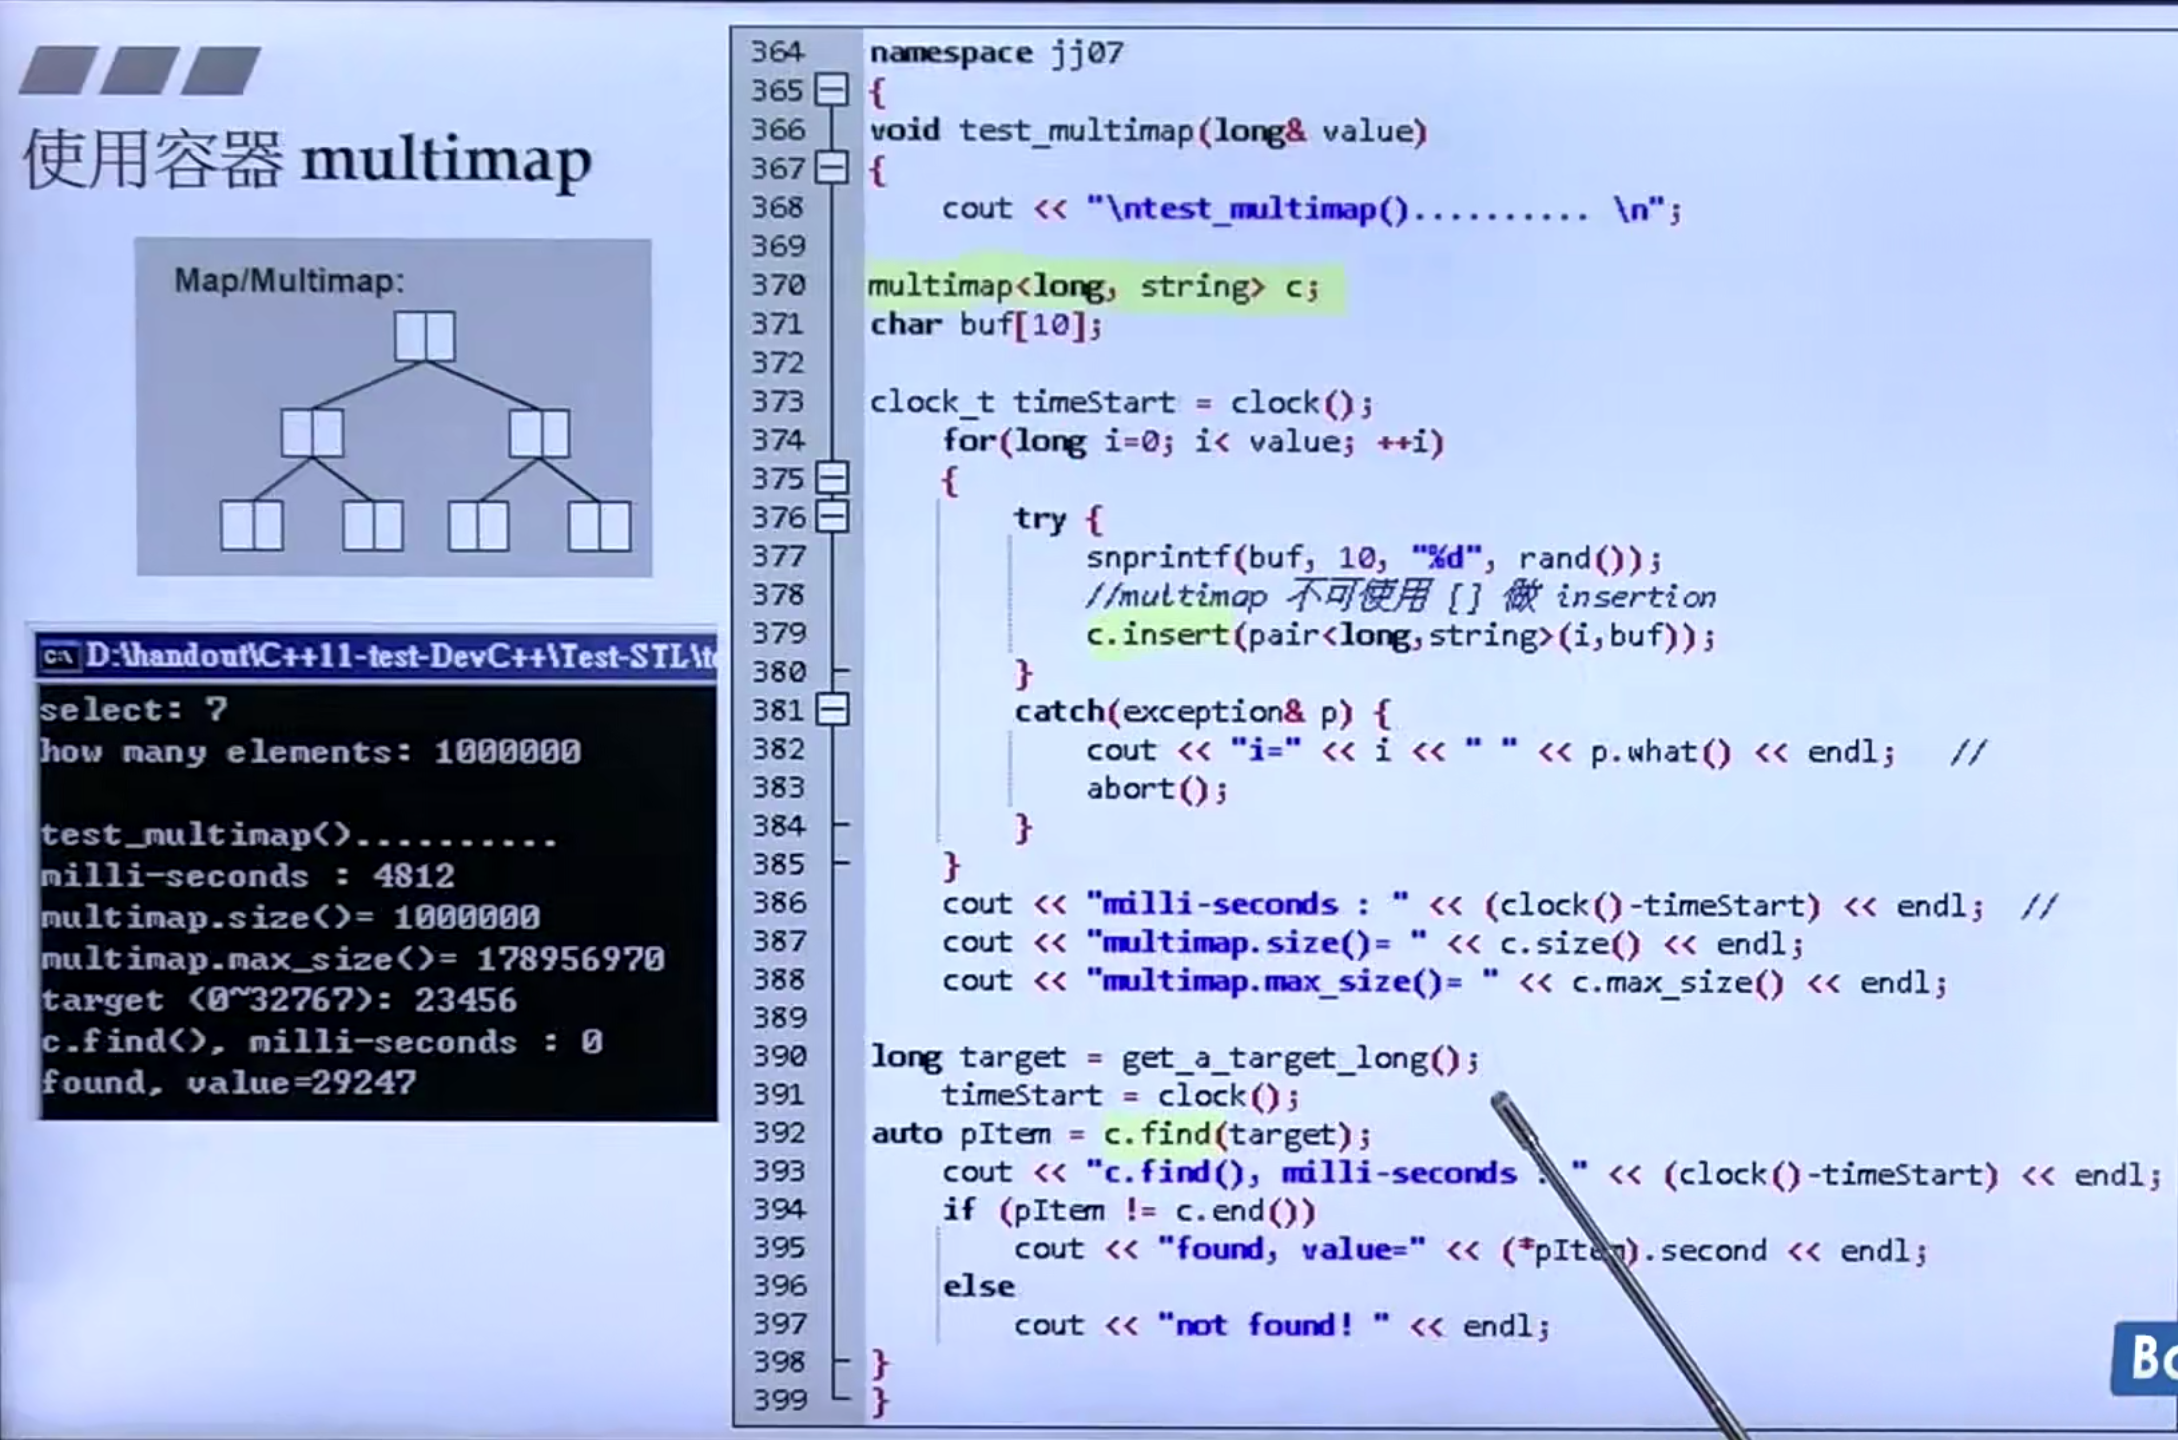 使用容器 multimap
Map/Multimap:
D:\handout\C++11-test-DevC++\Test-STL\t
select: 7
how many elements: 1000000
test_multimap()..........
milli-seconds : 4812
multimap.size()= 1000000
multimap.max_size()= 178956970
target (0~32767): 23456
c.find(), milli-seconds : 0
found, value=29247
364 namespace jj07
365 {
366 void test_multimap(long& value)
367 {
368 cout << "\ntest_multimap().......... \n";
369
370 multimap<long, string> c;
371 char buf[10];
372
373 clock_t timeStart = clock();
374 for(long i=0; i< value; ++i)
375 {
376 try {
377 snprintf(buf, 10, "%d", rand());
378 //multimap 不可使用 [] 做 insertion
379 c.insert(pair<long,string>(i,buf));
380 }
381 catch(exception& p) {
382 cout << "i=" << i << " " << p.what() << endl; //
383 abort();
384 }
385 }
386 cout << "milli-seconds : " << (clock()-timeStart) << endl; //
387 cout << "multimap.size()= " << c.size() << endl;
388 cout << "multimap.max_size()= " << c.max_size() << endl;
389
390 long target = get_a_target_long();
391 timeStart = clock();
392 auto pItem = c.find(target);
393 cout << "c.find(), milli-seconds : " << (clock()-timeStart) << endl;
394 if (pItem != c.end())
395 cout << "found, value=" << (*pItem).second << endl;
396 else
397 cout << "not found! " << endl;
398 }
399 }